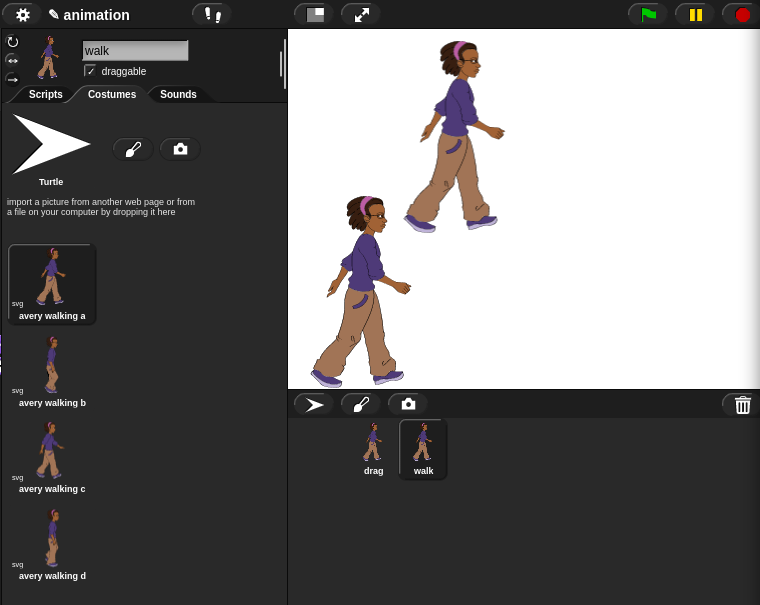 ✎ animation
walk
draggable
Scripts
Costumes
Sounds
Turtle
import a picture from another web page or from
a file on your computer by dropping it here
svg
avery walking a
svg
avery walking b
svg
avery walking c
svg
avery walking d
drag
walk